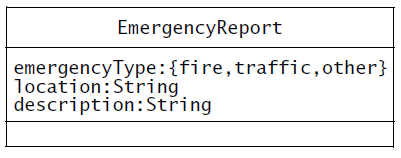 EmergencyReport
emergencyType:{fire,traffic,other}
location:String
description:String